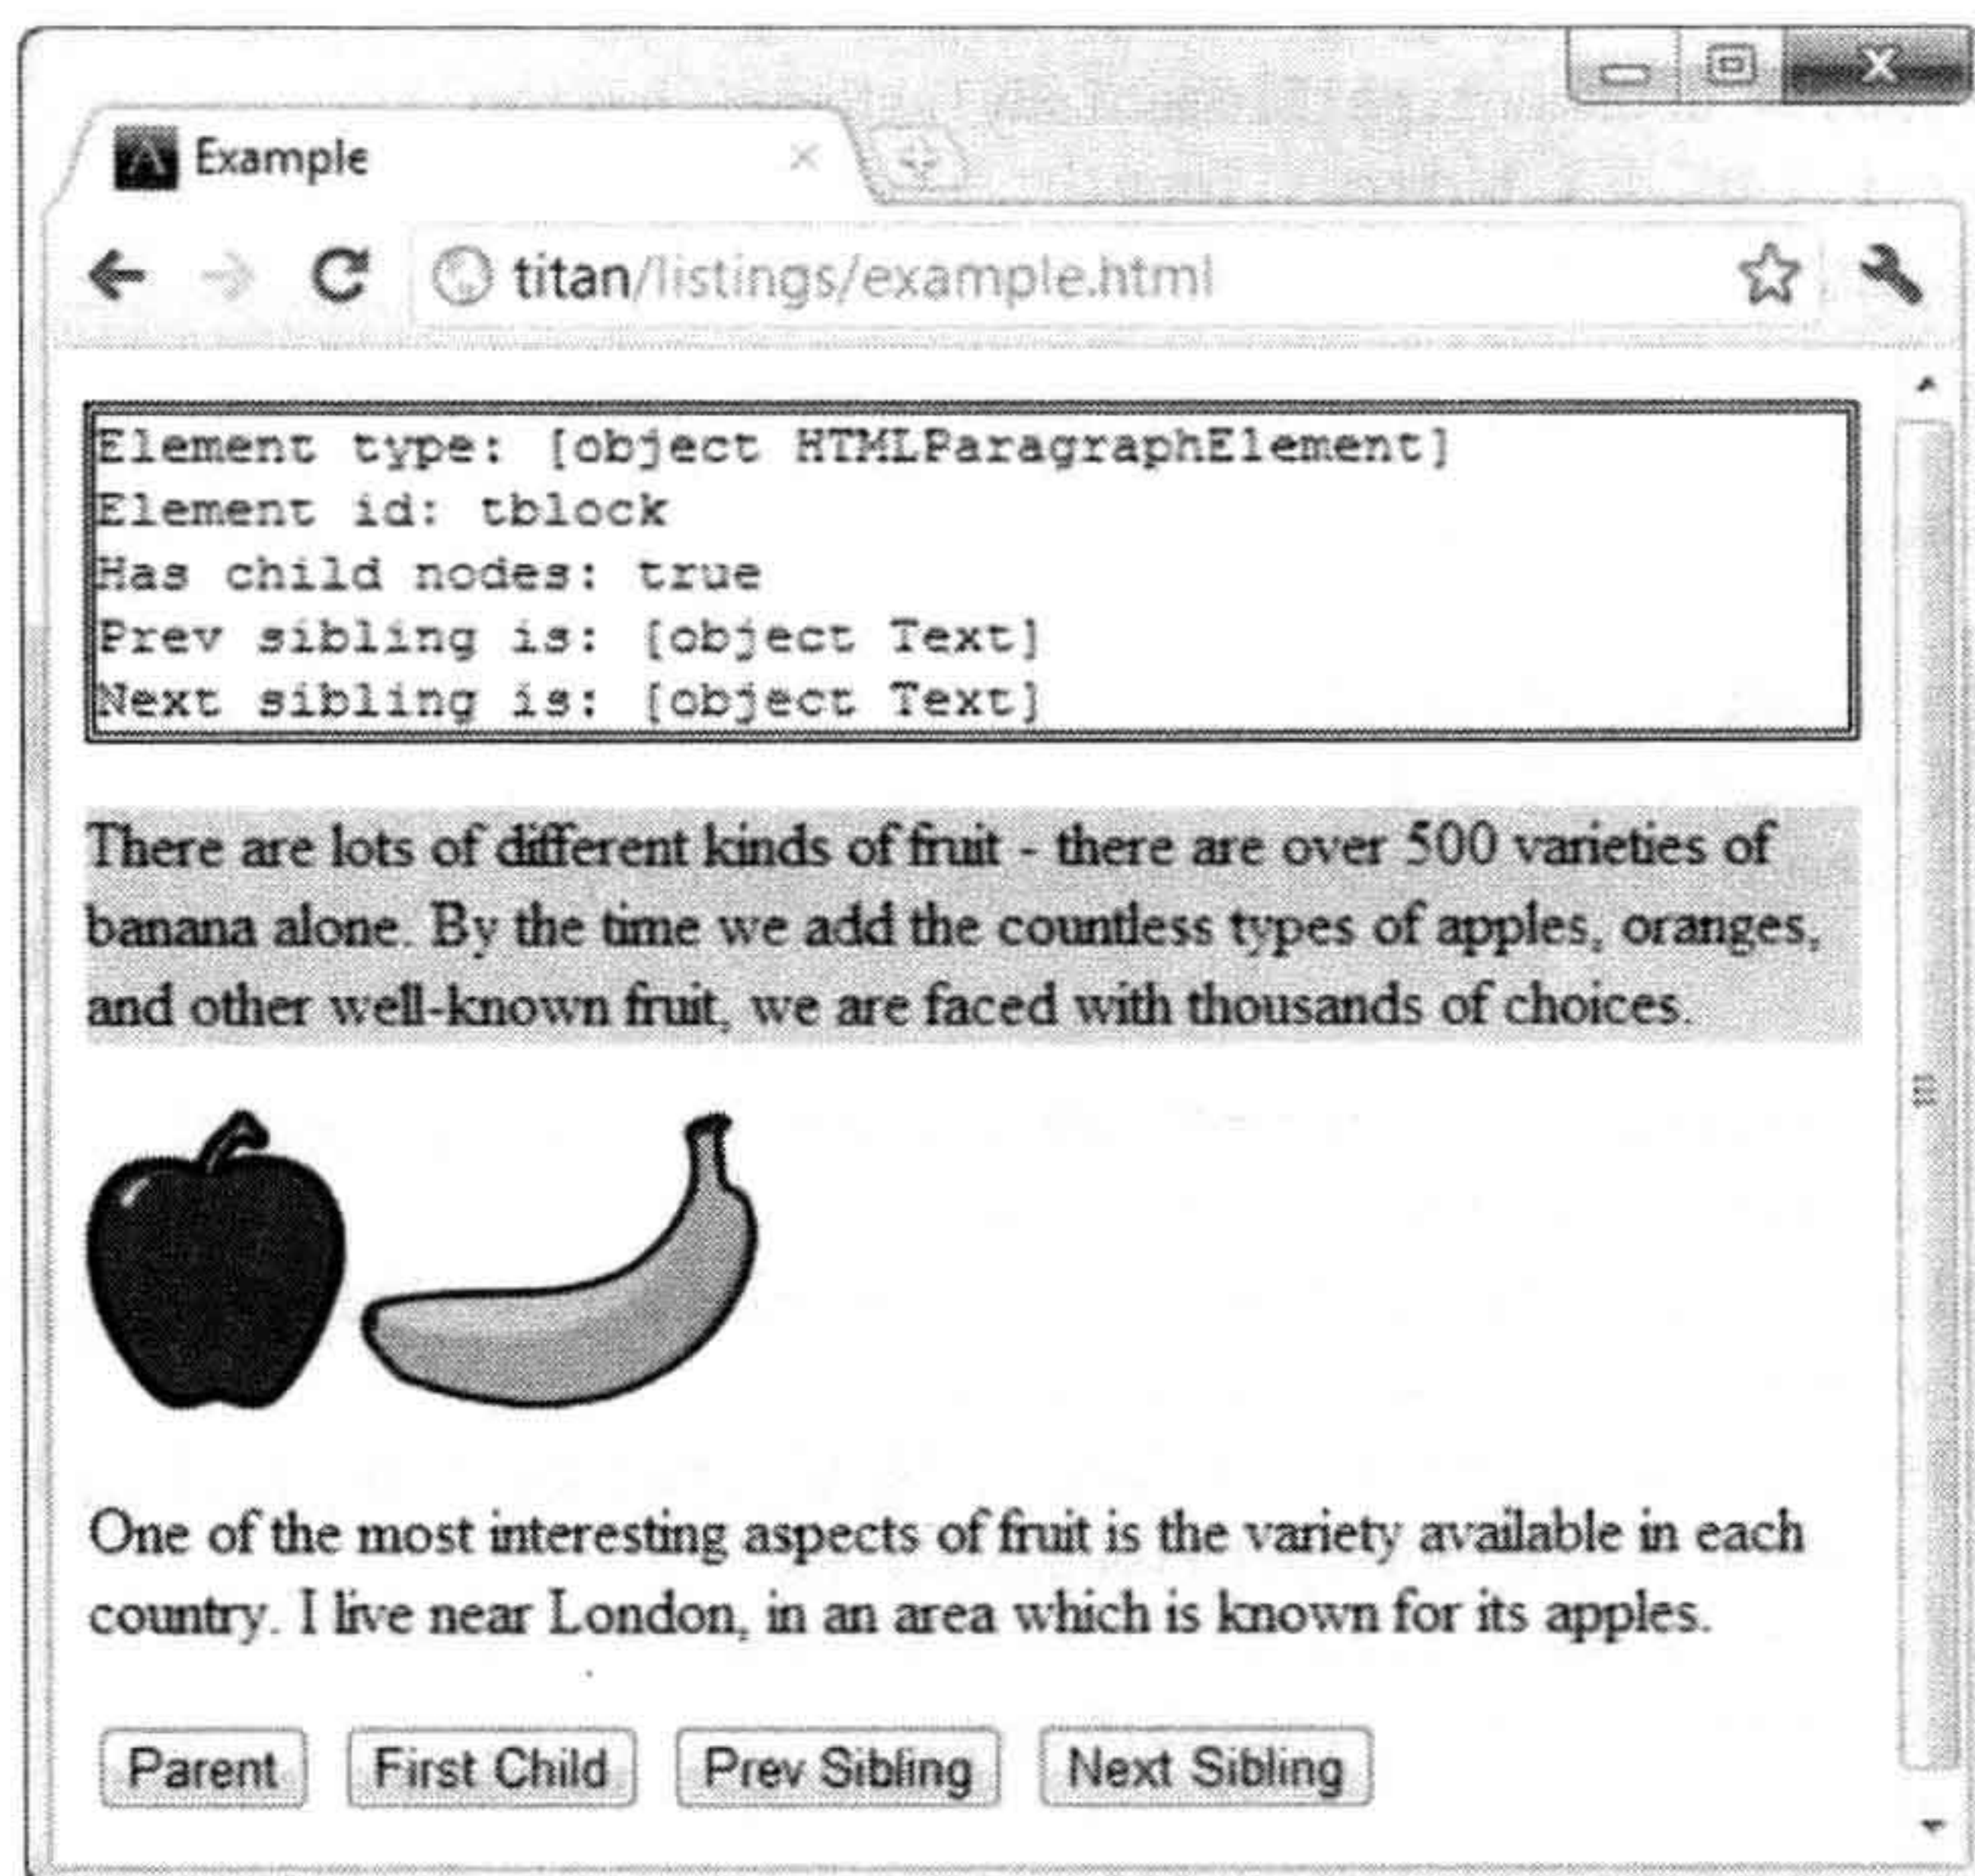 Example
titan/listings/example.html
Element type: [object HTMLParagraphElement]
Element id: tblock
Has child nodes: true
Prev sibling is: [object Text]
Next sibling is: [object Text]
There are lots of different kinds of fruit - there are over 500 varieties of
banana alone. By the time we add the countless types of apples, oranges,
and other well-known fruit, we are faced with thousands of choices.
One of the most interesting aspects of fruit is the variety available in each
country. I live near London, in an area which is known for its apples.
Parent First Child Prev Sibling Next Sibling